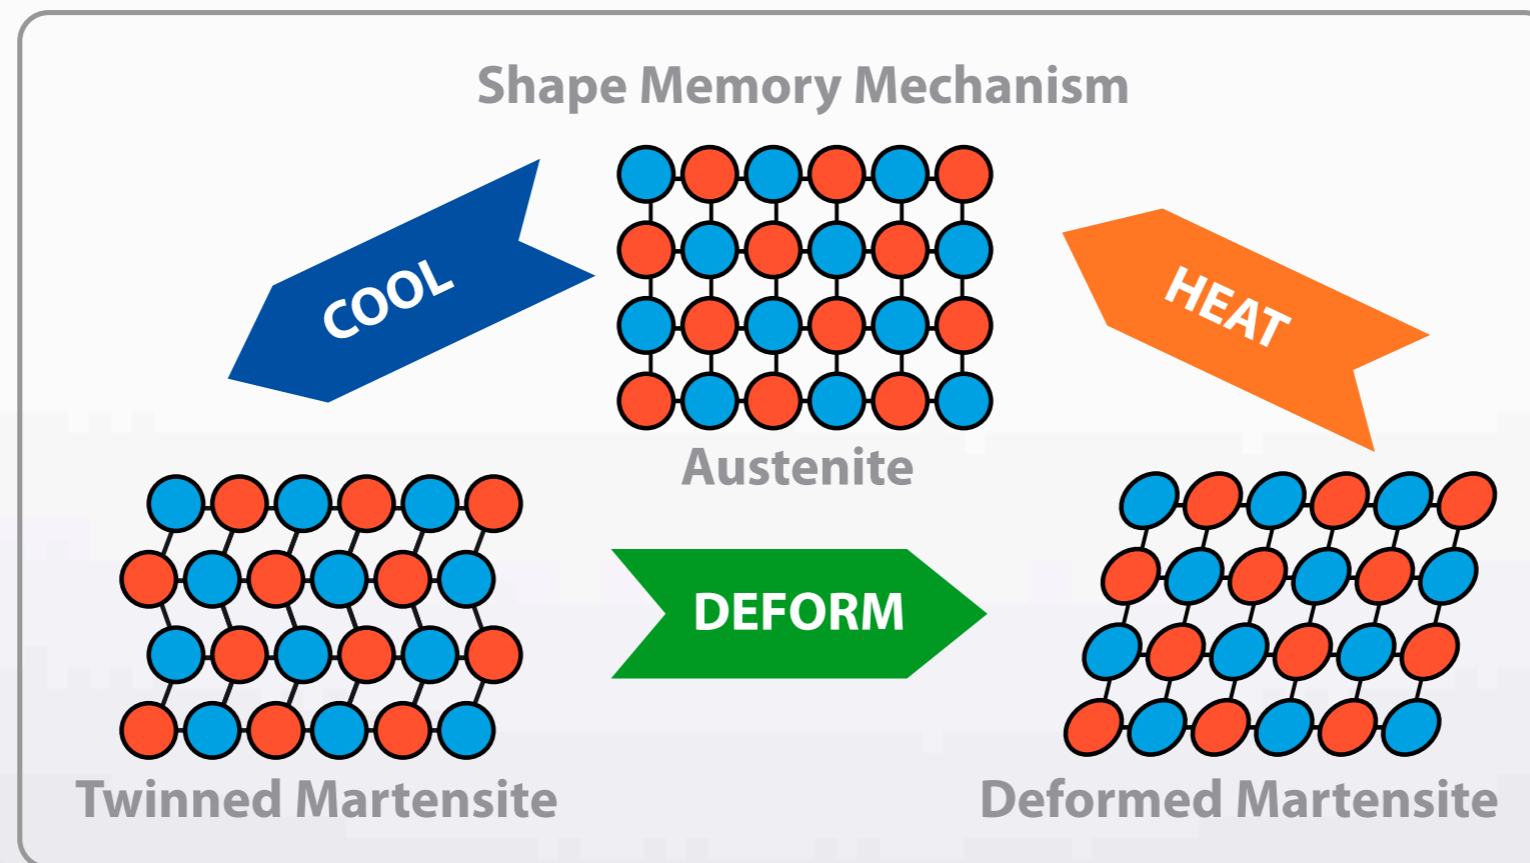 Shape Memory Mechanism
COOL
HEAT
Austenite
DEFORM
Twinned Martensite
Deformed Martensite